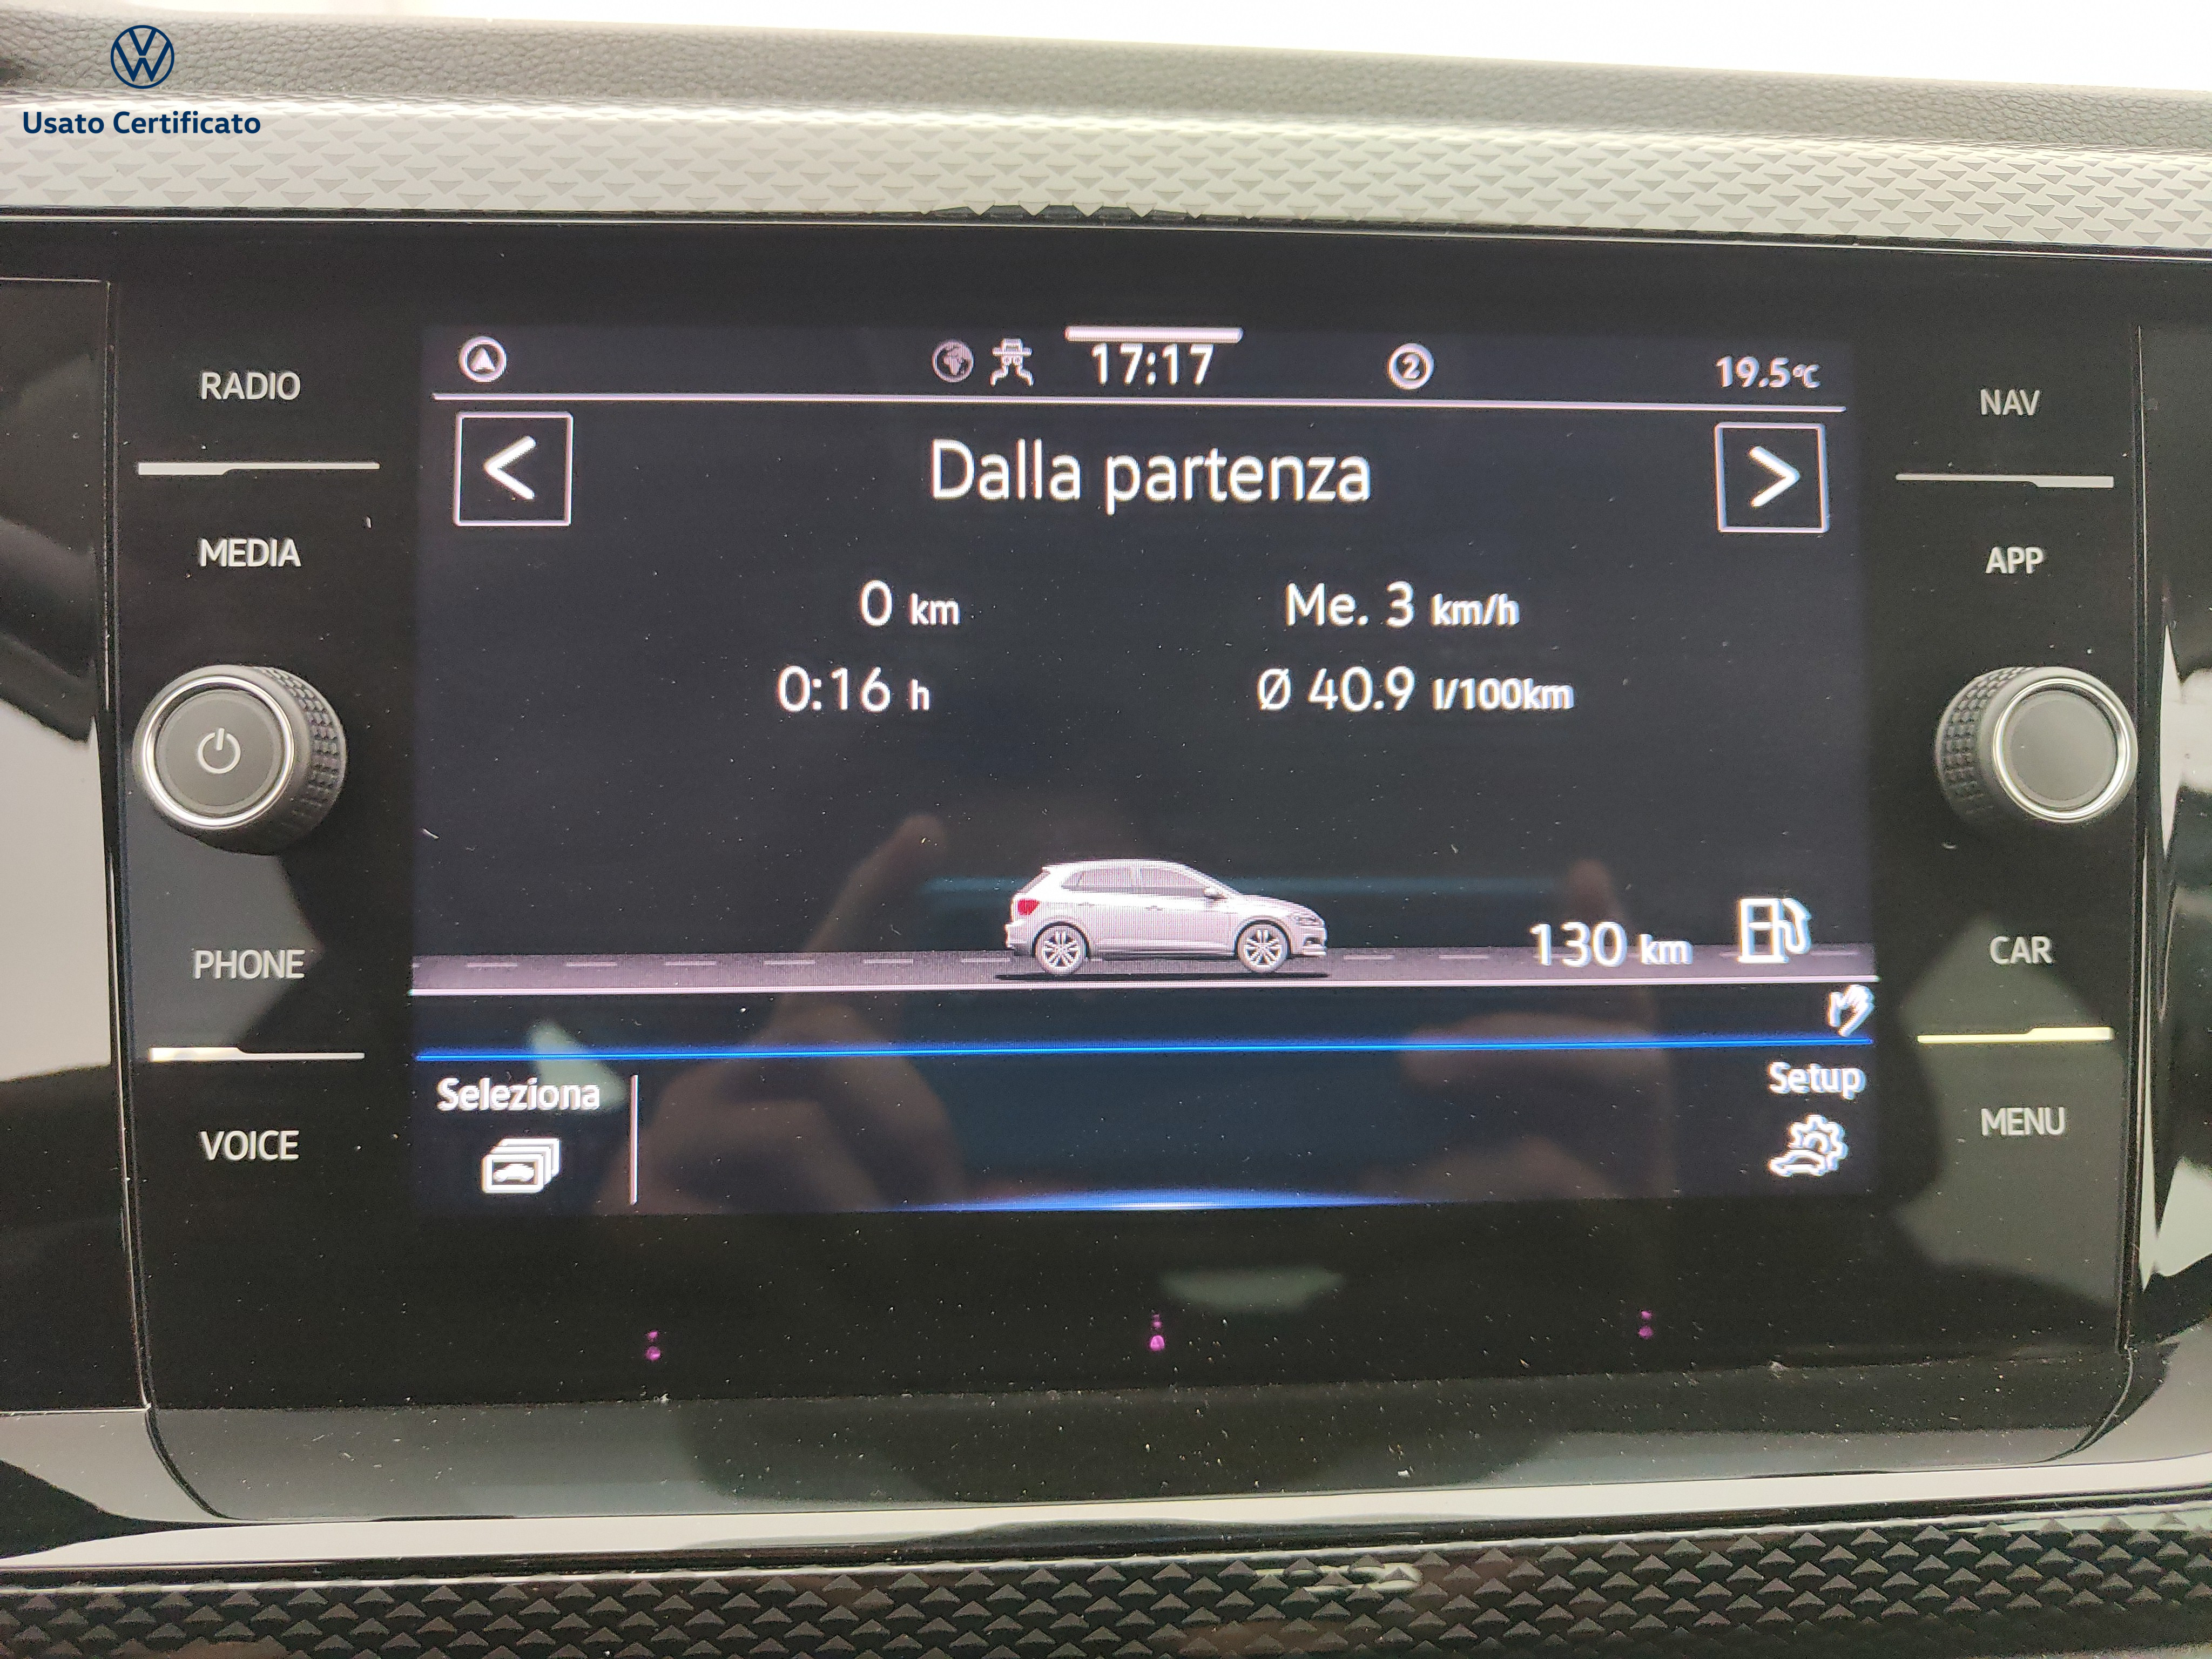 Usato Certificato
RADIO
MEDIA
PHONE
VOICE
17:17
2
19.5°C
Dalla partenza
0 km
Me. 3 km/h
0:16 h
Ø 40.9 l/100km
130 km
Seleziona
Setup
NAV
APP
CAR
MENU